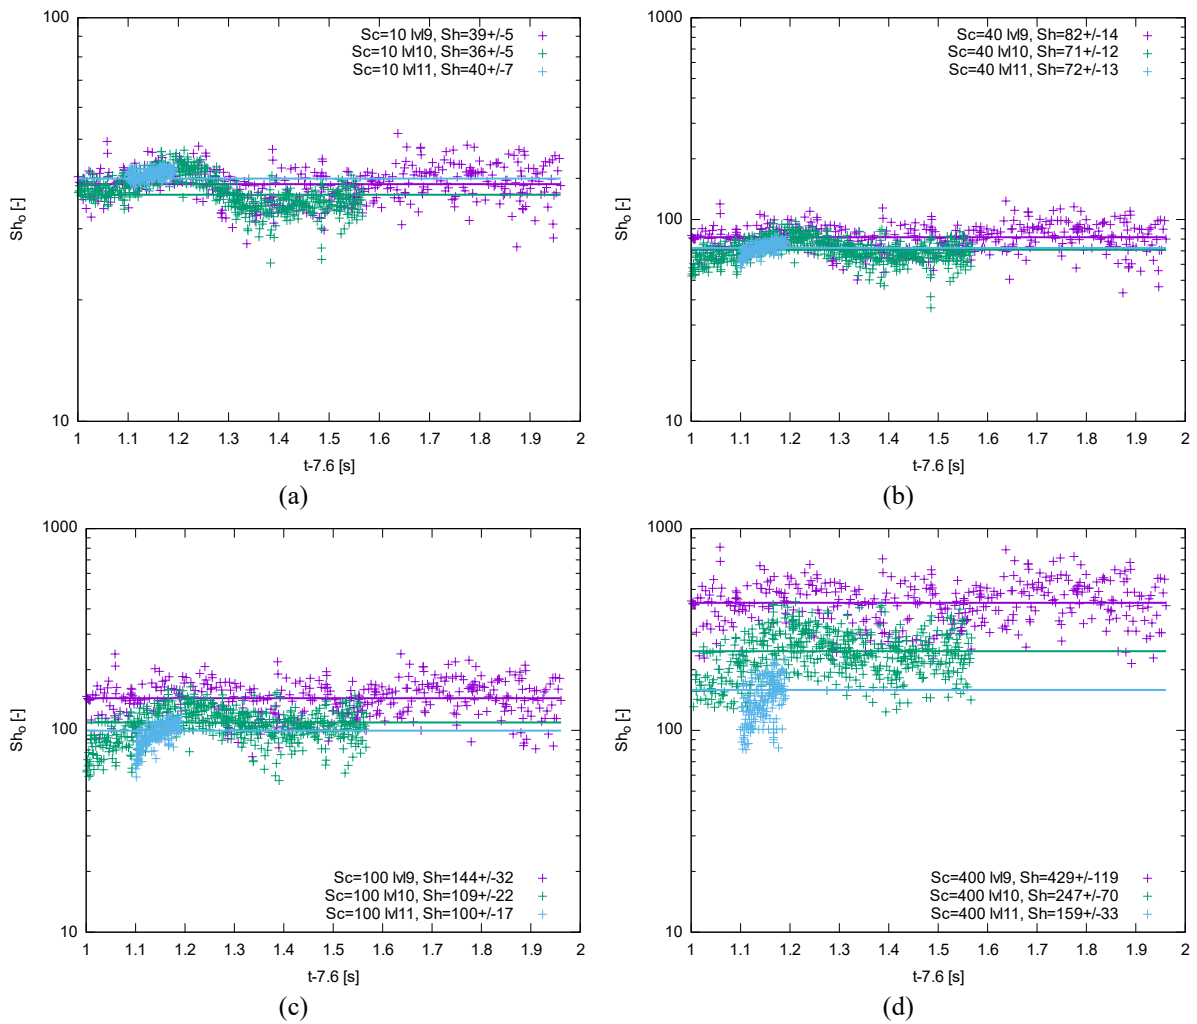 100
10
Sh₀ [-]
Sc=10 lvl9, Sh=39+/-5
Sc=10 lvl10, Sh=36+/-5
Sc=10 lvl11, Sh=40+/-7
1 1.1 1.2 1.3 1.4 1.5 1.6 1.7 1.8 1.9 2
t-7.6 [s]
(a)
1000
100
10
Sh₀ [-]
Sc=40 lvl9, Sh=82+/-14
Sc=40 lvl10, Sh=71+/-12
Sc=40 lvl11, Sh=72+/-13
1 1.1 1.2 1.3 1.4 1.5 1.6 1.7 1.8 1.9 2
t-7.6 [s]
(b)
1000
100
10
Sh₀ [-]
Sc=100 lvl9, Sh=144+/-32
Sc=100 lvl10, Sh=109+/-22
Sc=100 lvl11, Sh=100+/-17
1 1.1 1.2 1.3 1.4 1.5 1.6 1.7 1.8 1.9 2
t-7.6 [s]
(c)
1000
100
10
Sh₀ [-]
Sc=400 lvl9, Sh=429+/-119
Sc=400 lvl10, Sh=247+/-70
Sc=400 lvl11, Sh=159+/-33
1 1.1 1.2 1.3 1.4 1.5 1.6 1.7 1.8 1.9 2
t-7.6 [s]
(d)